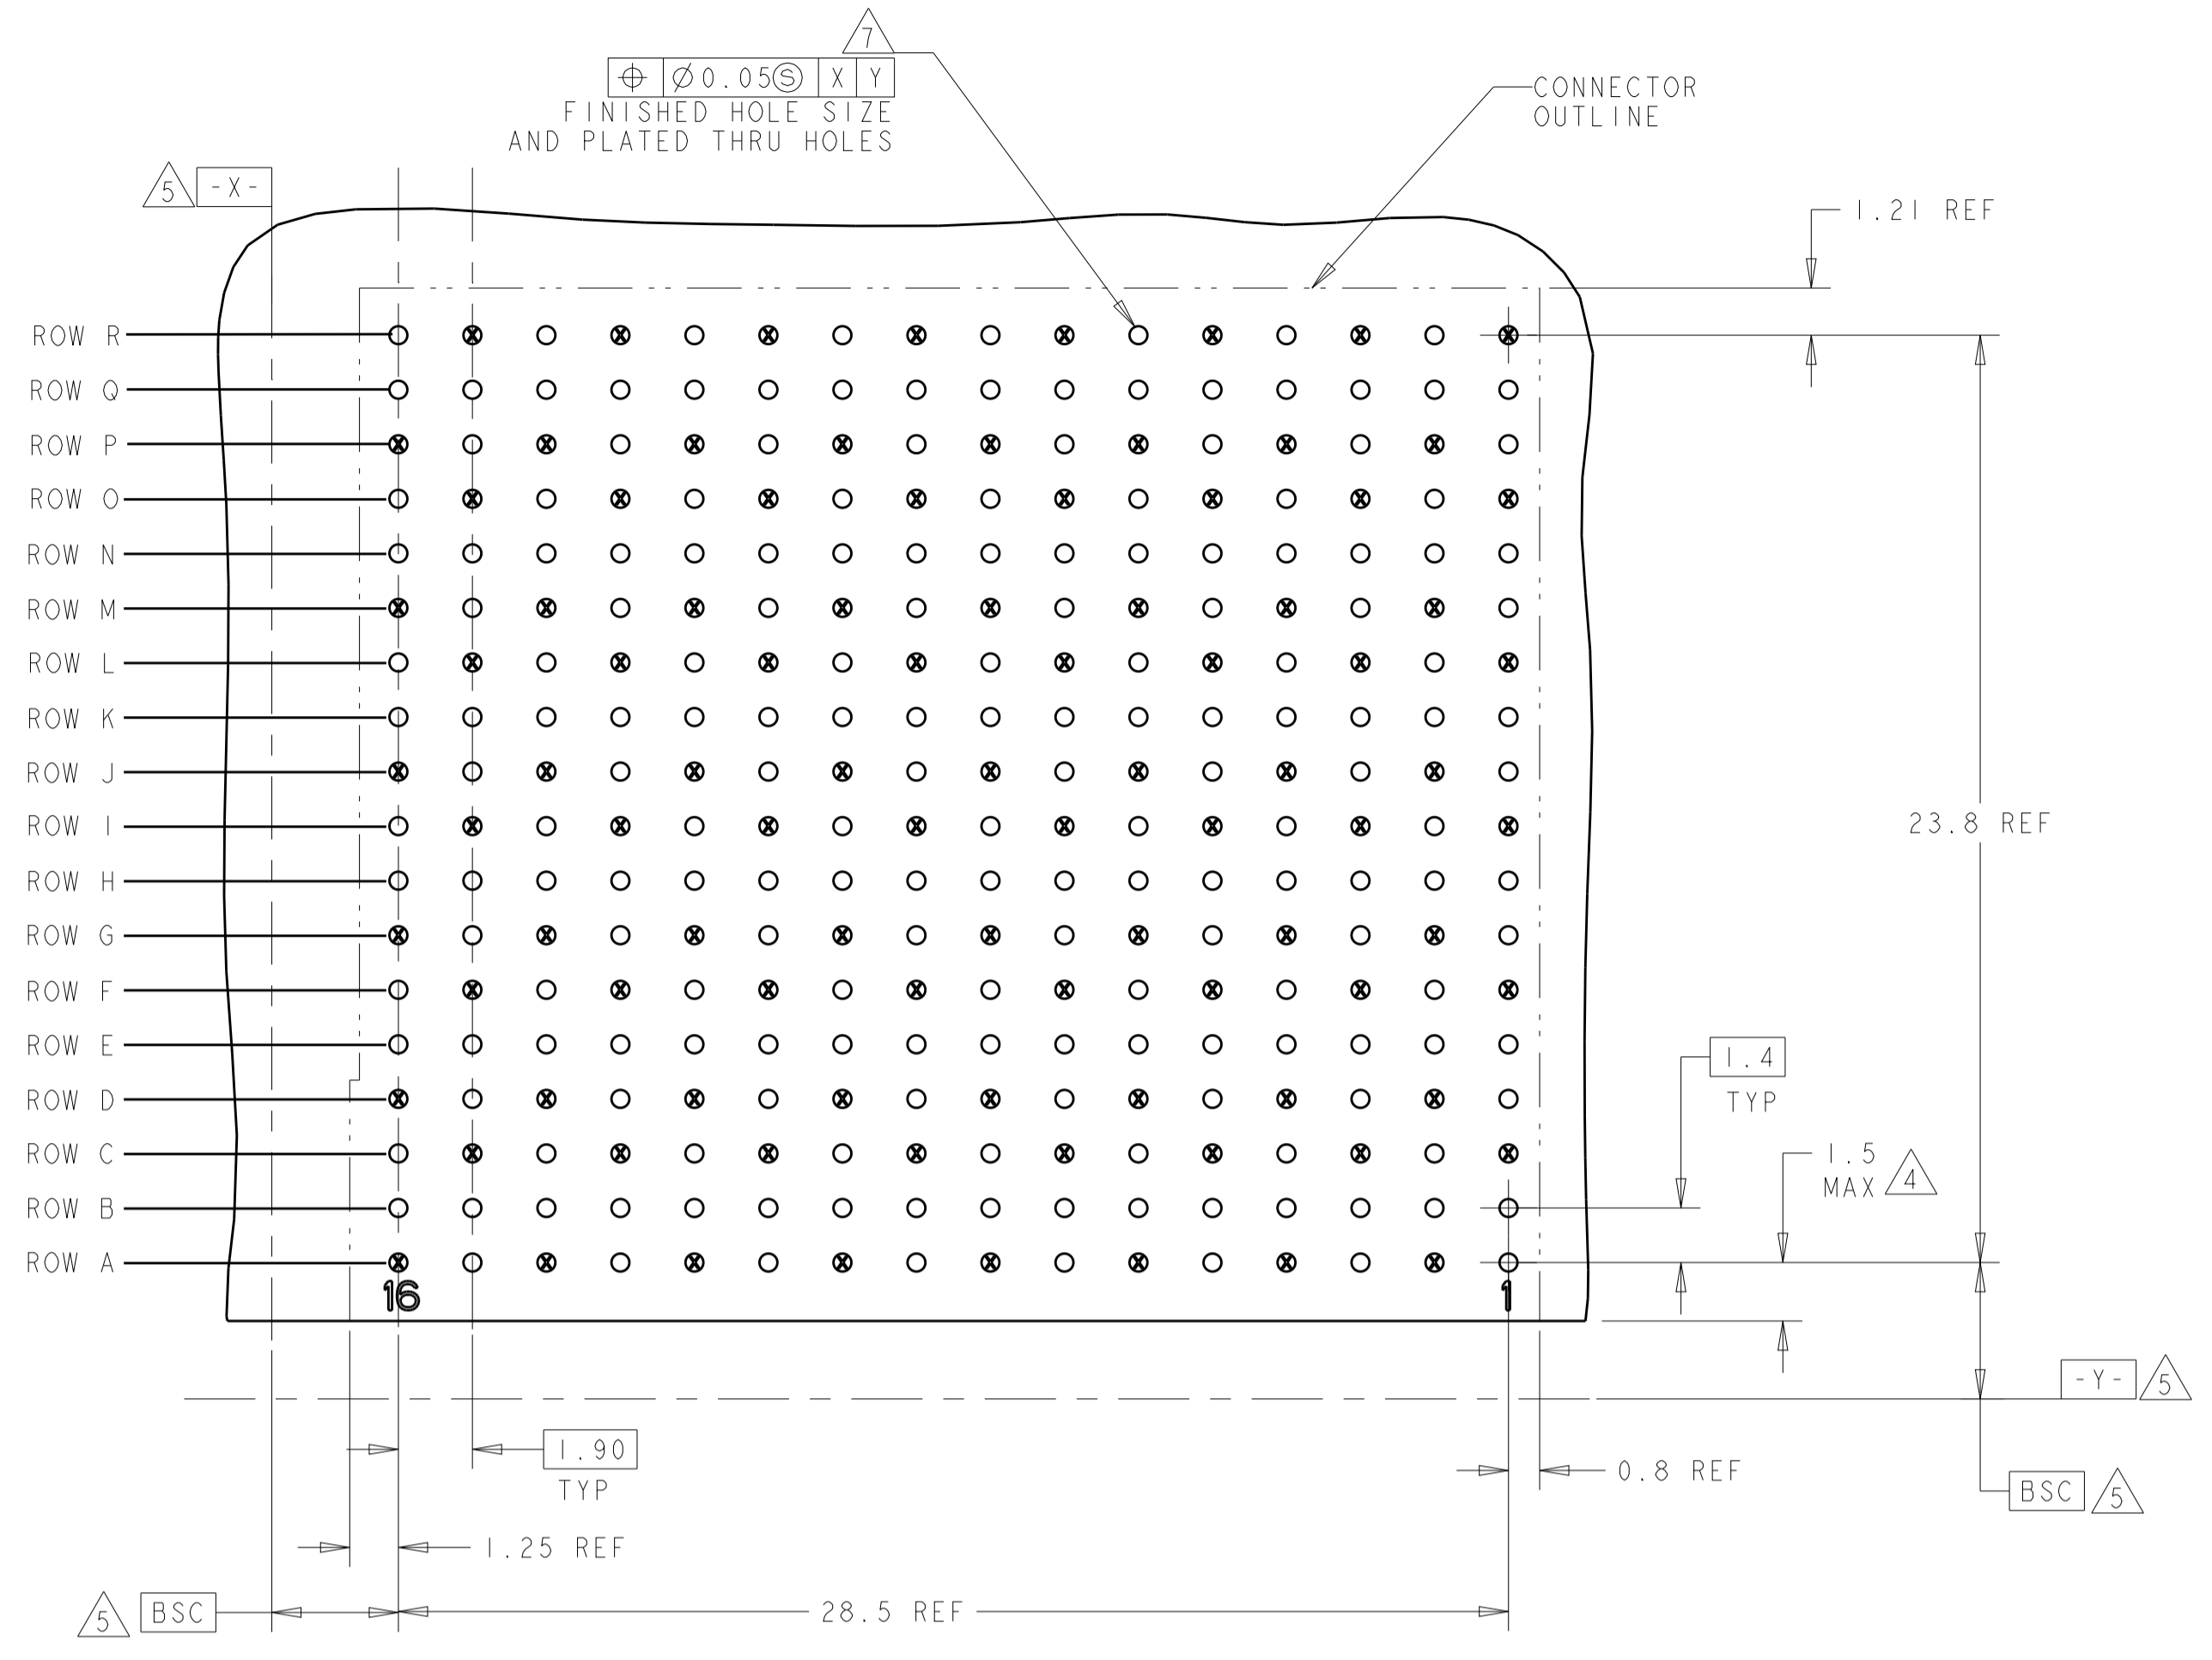 7
⌖ ⌀0.05Ⓢ X Y
FINISHED HOLE SIZE
AND PLATED THRU HOLES
CONNECTOR
OUTLINE
5 -X-
1.21 REF
ROW R
ROW Q
ROW P
ROW O
ROW N
ROW M
ROW L
ROW K
ROW J
ROW I
23.8 REF
ROW H
ROW G
ROW F
ROW E
1.4
TYP
ROW D
ROW C
1.5
MAX 4
ROW B
ROW A
16
1
-Y- 5
1.90
TYP
0.8 REF
BSC 5
1.25 REF
5 BSC
28.5 REF